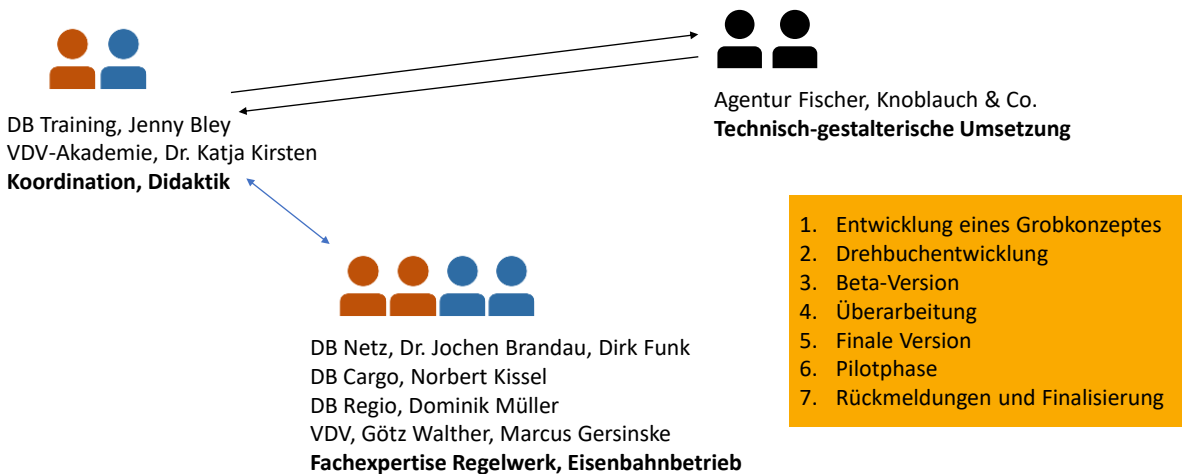 DB Training, Jenny Bley
VDV-Akademie, Dr. Katja Kirsten
Koordination, Didaktik
Agentur Fischer, Knoblauch & Co.
Technisch-gestalterische Umsetzung
DB Netz, Dr. Jochen Brandau, Dirk Funk
DB Cargo, Norbert Kissel
DB Regio, Dominik Müller
VDV, Götz Walther, Marcus Gersinske
Fachexpertise Regelwerk, Eisenbahnbetrieb
1. Entwicklung eines Grobkonzeptes
2. Drehbuchentwicklung
3. Beta-Version
4. Überarbeitung
5. Finale Version
6. Pilotphase
7. Rückmeldungen und Finalisierung